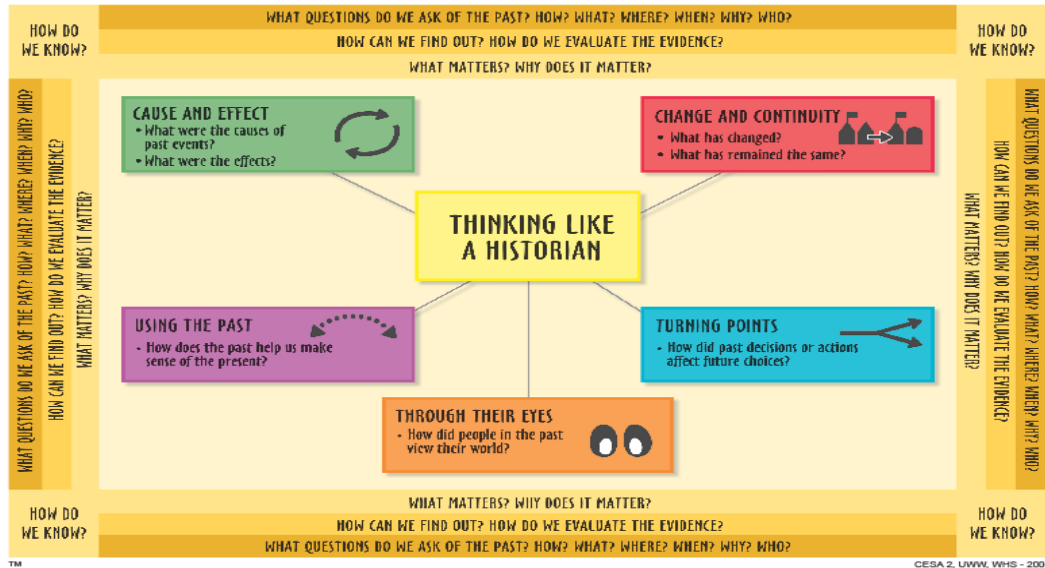 WHAT QUESTIONS DO WE ASK OF THE PAST? HOW? WHAT? WHERE? WHEN? WHY? WHO?
HOW DO
WE KNOW?
HOW CAN WE FIND OUT? HOW DO WE EVALUATE THE EVIDENCE?
HOW DO
WE KNOW?
WHAT MATTERS? WHY DOES IT MATTER?
WHAT QUESTIONS DO WE ASK OF THE PAST? HOW? WHAT? WHERE? WHEN? WHY? WHO?
HOW CAN WE FIND OUT? HOW DO WE EVALUATE THE EVIDENCE?
WHAT MATTERS? WHY DOES IT MATTER?
CAUSE AND EFFECT
• What were the causes of
past events?
• What were the effects?
CHANGE AND CONTINUITY
• What has changed?
• What has remained the same?
THINKING LIKE
A HISTORIAN
USING THE PAST
- How does the past help us make
sense of the present?
TURNING POINTS
- How did past decisions or actions
affect future choices?
THROUGH THEIR EYES
- How did people in the past
view their world?
WHAT MATTERS? WHY DOES IT MATTER?
HOW CAN WE FIND OUT? HOW DO WE EVALUATE THE EVIDENCE?
WHAT QUESTIONS DO WE ASK OF THE PAST? HOW? WHAT? WHERE? WHEN? WHY? WHO?
WHAT MATTERS? WHY DOES IT MATTER?
HOW DO
WE KNOW?
HOW CAN WE FIND OUT? HOW DO WE EVALUATE THE EVIDENCE?
HOW DO
WE KNOW?
WHAT QUESTIONS DO WE ASK OF THE PAST? HOW? WHAT? WHERE? WHEN? WHY? WHO?
TM
CESA 2, UWW, WHS - 200